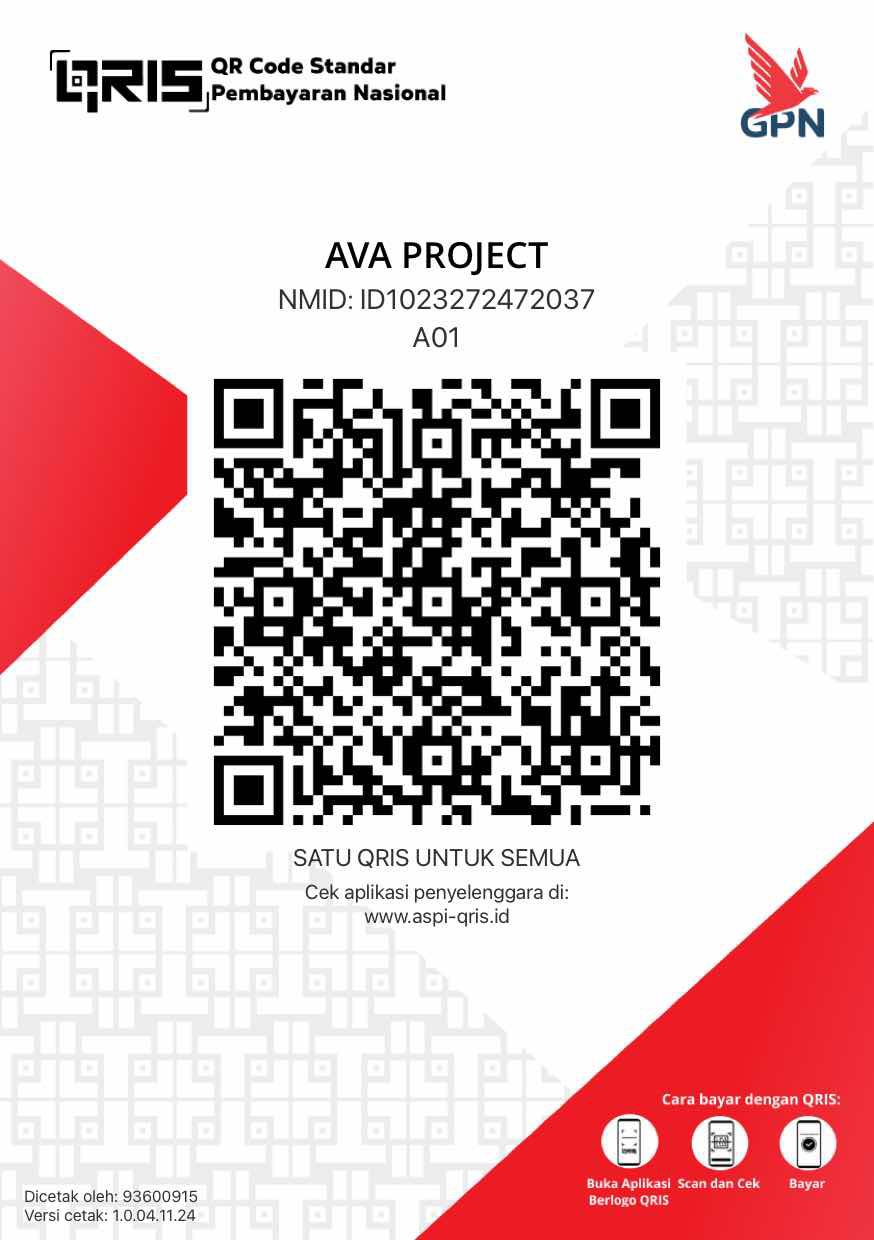 QRIS QR Code Standar
Pembayaran Nasional
GPN
AVA PROJECT
NMID: ID1023272472037
A01
SATU QRIS UNTUK SEMUA
Cek aplikasi penyelenggara di:
www.aspi-qris.id
Cara bayar dengan QRIS:
Buka Aplikasi
Berlogo QRIS
Scan dan Cek
Bayar
Dicetak oleh: 93600915
Versi cetak: 1.0.04.11.24